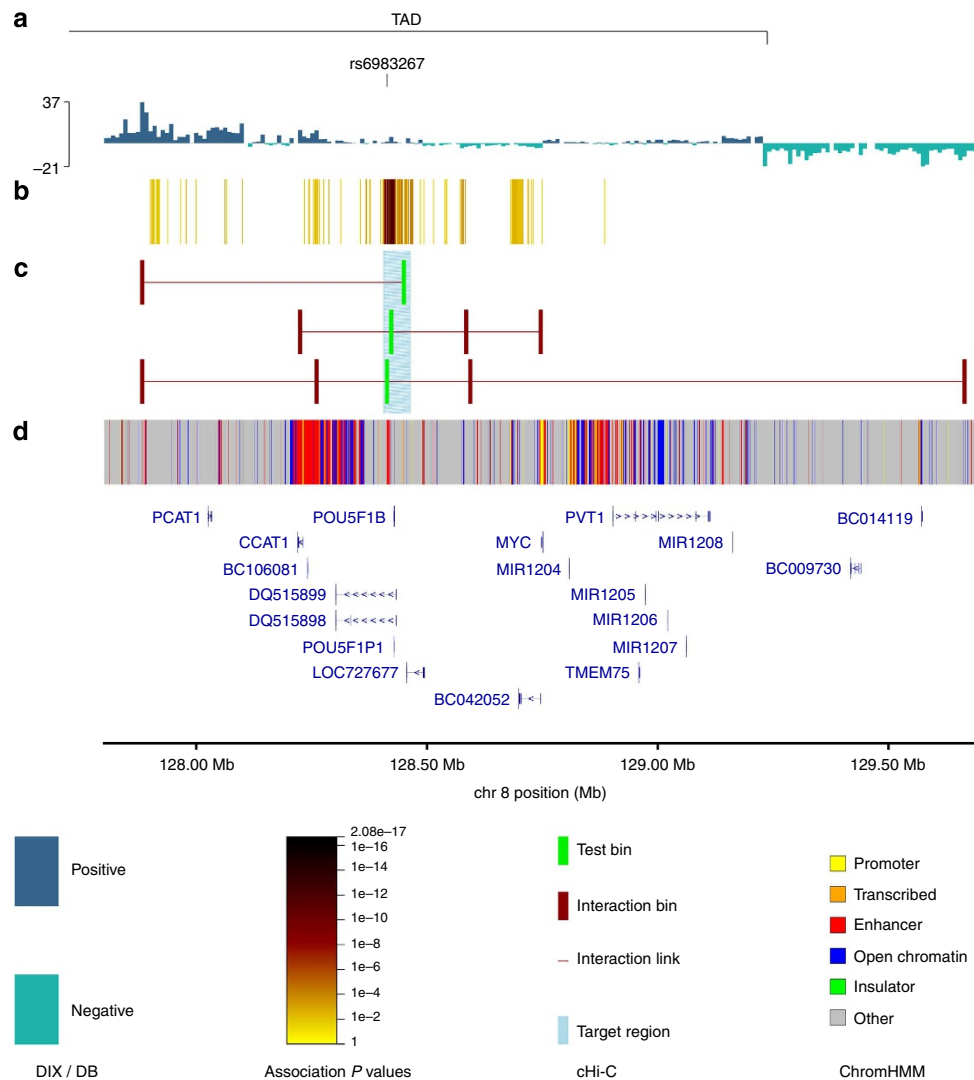 a
TAD
rs6983267
37
−21
b
c
d
PCAT1
POU5F1B
PVT1
BC014119
CCAT1
MYC
MIR1208
BC106081
MIR1204
BC009730
DQ515899
MIR1205
DQ515898
MIR1206
POU5F1P1
MIR1207
LOC727677
TMEM75
BC042052
128.00 Mb
128.50 Mb
129.00 Mb
129.50 Mb
chr 8 position (Mb)
Positive
Negative
DIX / DB
2.08e−17
1e−16
1e−14
1e−12
1e−10
1e−8
1e−6
1e−4
1e−2
1
Association P values
Test bin
Interaction bin
Interaction link
Target region
cHi-C
Promoter
Transcribed
Enhancer
Open chromatin
Insulator
Other
ChromHMM